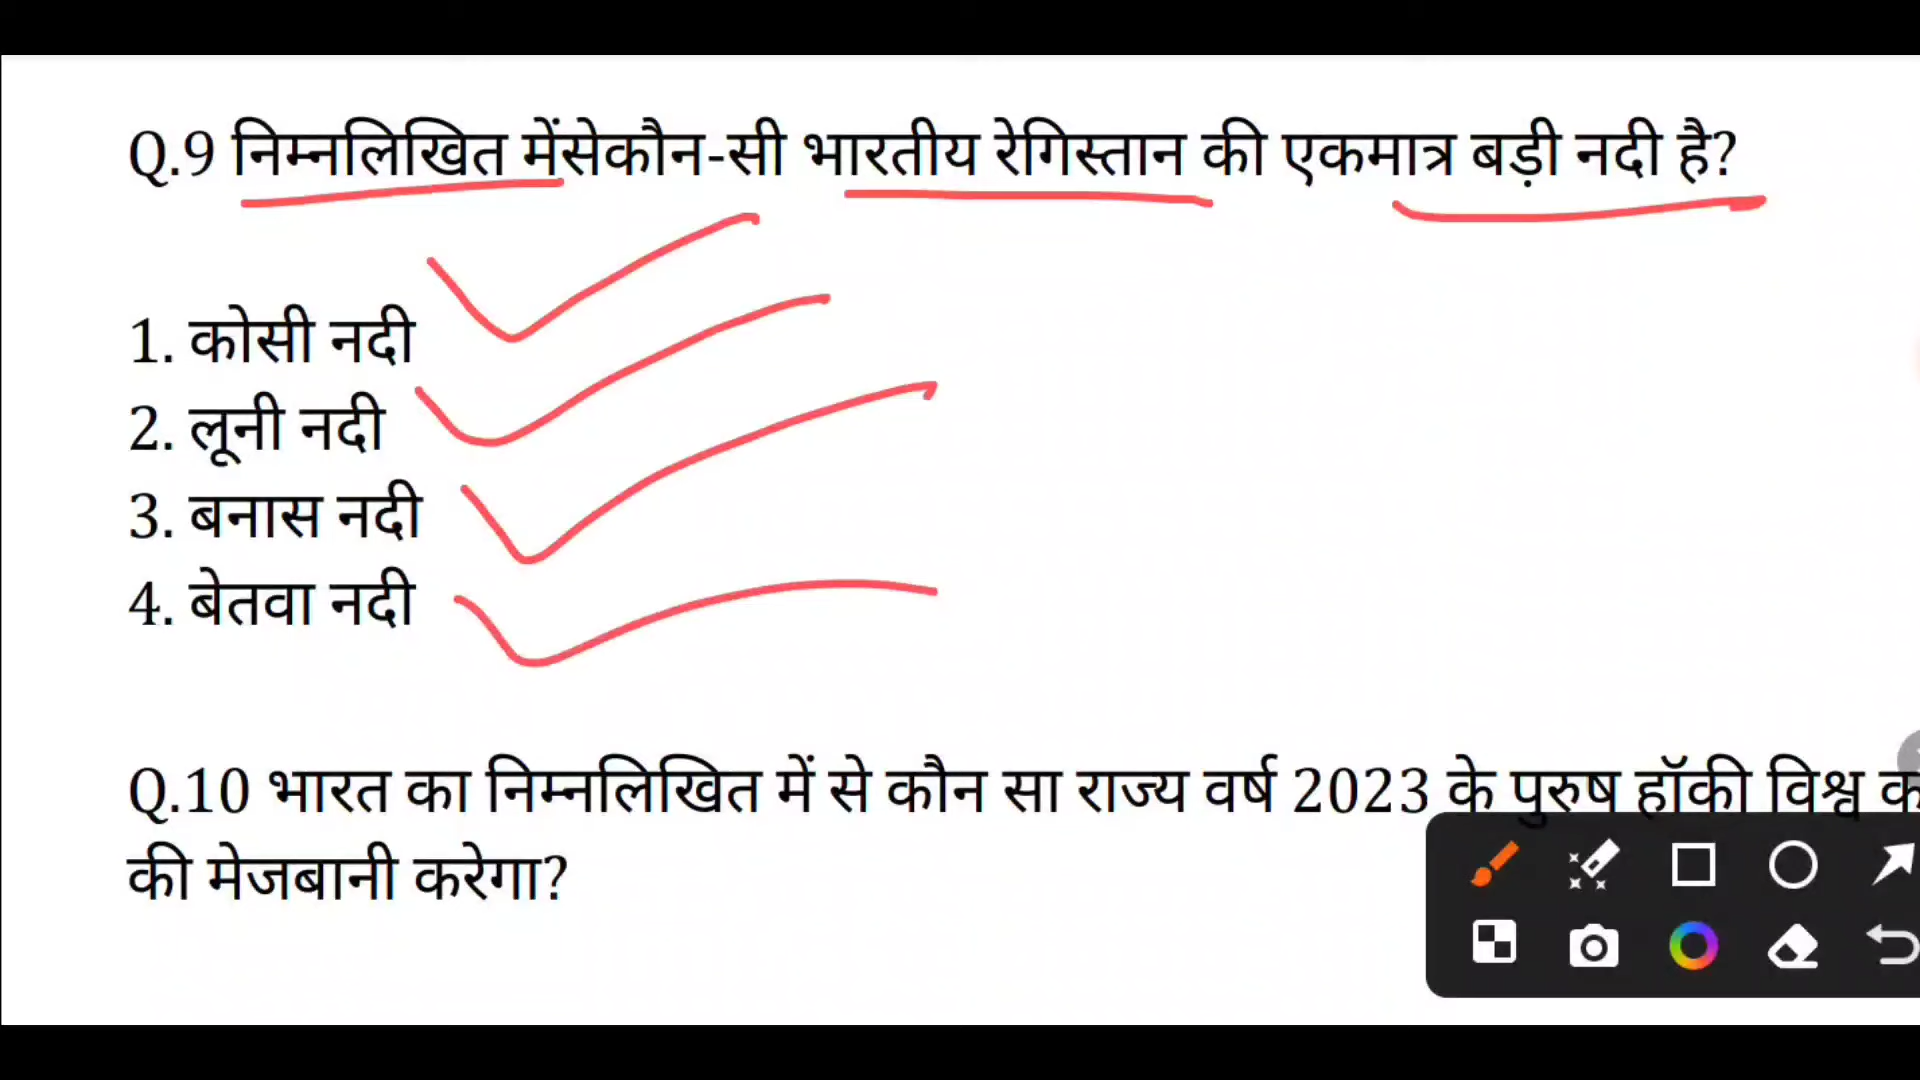 Q.9 निम्नलिखित मेंसेकौन-सी भारतीय रेगिस्तान की एकमात्र बड़ी नदी है?
1. कोसी नदी
2. लूनी नदी
3. बनास नदी
4. बेतवा नदी
Q.10 भारत का निम्नलिखित में से कौन सा राज्य वर्ष 2023 के पुरुष हॉकी विश्व
की मेजबानी करेगा?